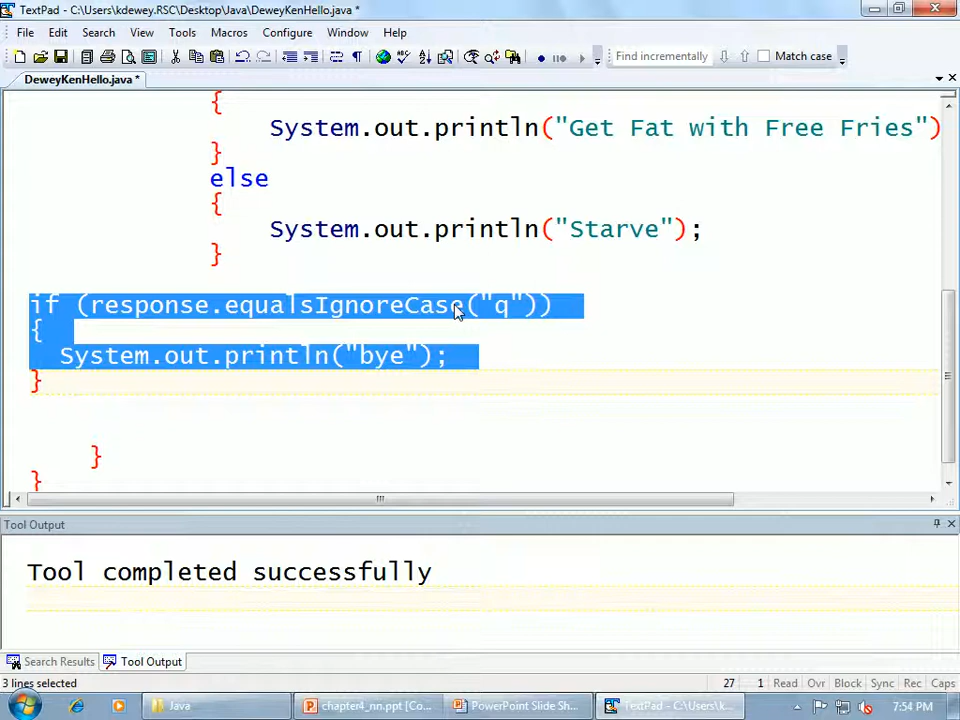 TextPad - C:\Users\kdewey.RSC\Desktop\Java\DeweyKenHello.java *
File Edit Search View Tools Macros Configure Window Help
Find incrementally Match case
DeweyKenHello.java *
{
System.out.println("Get Fat with Free Fries")
}
else
{
System.out.println("Starve");
}
if (response.equalsIgnoreCase("q"))
{
System.out.println("bye");
}
}
}
Tool Output
Tool completed successfully
Search Results Tool Output
3 lines selected 27 1 Read Ovr Block Sync Rec Caps
Java chapter4_nn.ppt [Co... PowerPoint Slide Sh... TextPad - C:\Users\k... 7:54 PM